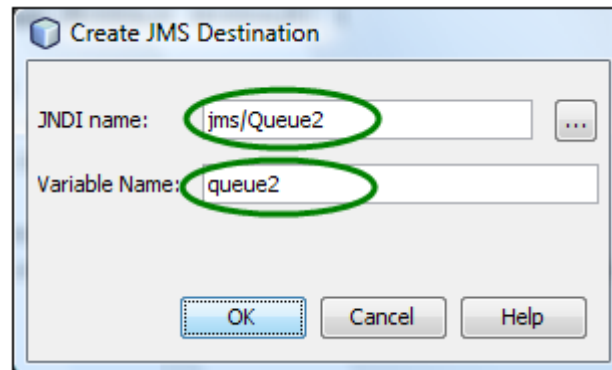 Create JMS Destination
JNDI name: jms/Queue2 ...
Variable Name: queue2
OK Cancel Help